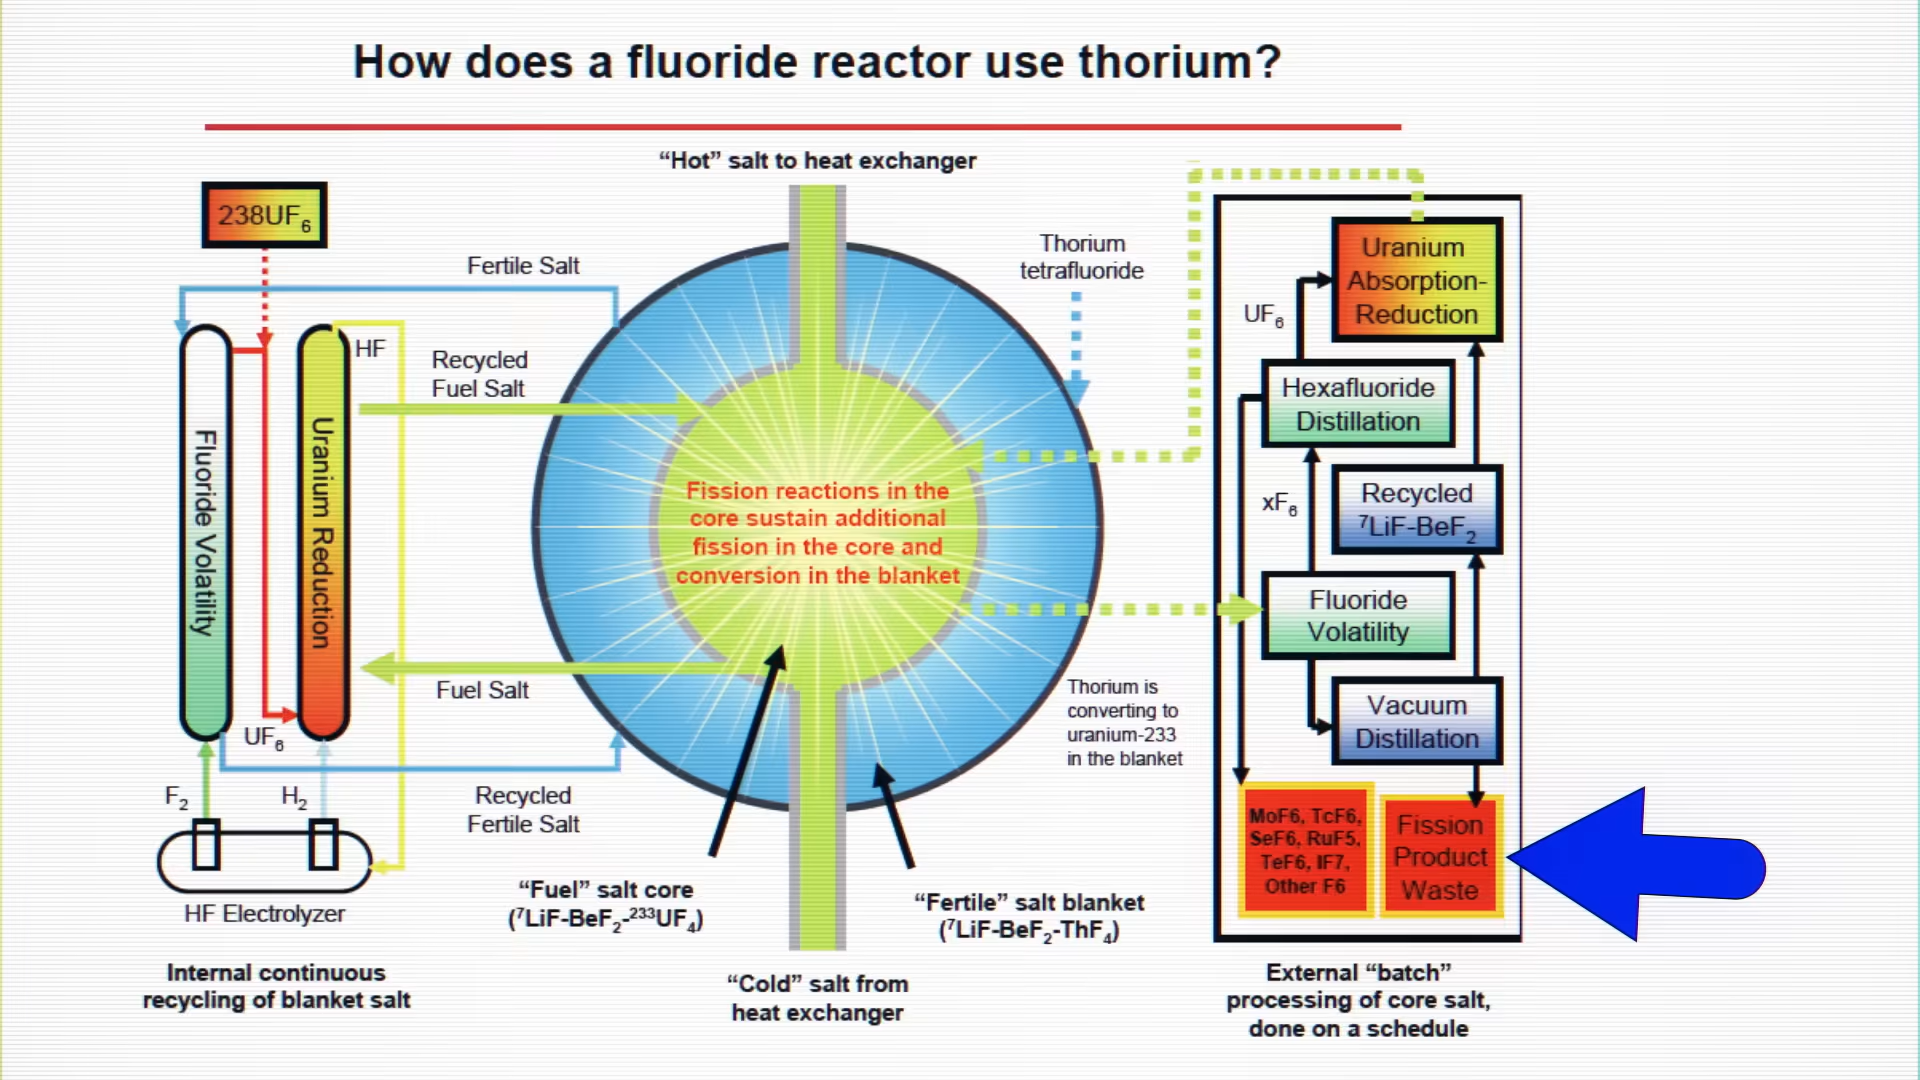 How does a fluoride reactor use thorium?
“Hot” salt to heat exchanger
238UF₆
Fertile Salt
Thorium
tetrafluoride
HF
Recycled
Fuel Salt
Fluoride Volatility
Uranium Reduction
Fission reactions in the
core sustain additional
fission in the core and
conversion in the blanket
Fuel Salt
UF₆
F₂
H₂
Recycled
Fertile Salt
HF Electrolyzer
Internal continuous
recycling of blanket salt
“Fuel” salt core
(⁷LiF-BeF₂-²³³UF₄)
“Cold” salt from
heat exchanger
“Fertile” salt blanket
(⁷LiF-BeF₂-ThF₄)
Thorium is
converting to
uranium-233
in the blanket
Uranium
Absorption-
Reduction
UF₆
Hexafluoride
Distillation
xF₆
Recycled
⁷LiF-BeF₂
Fluoride
Volatility
Vacuum
Distillation
MoF6, TcF6,
SeF6, RuF5,
TeF6, IF7,
Other F6
Fission
Product
Waste
External “batch”
processing of core salt,
done on a schedule